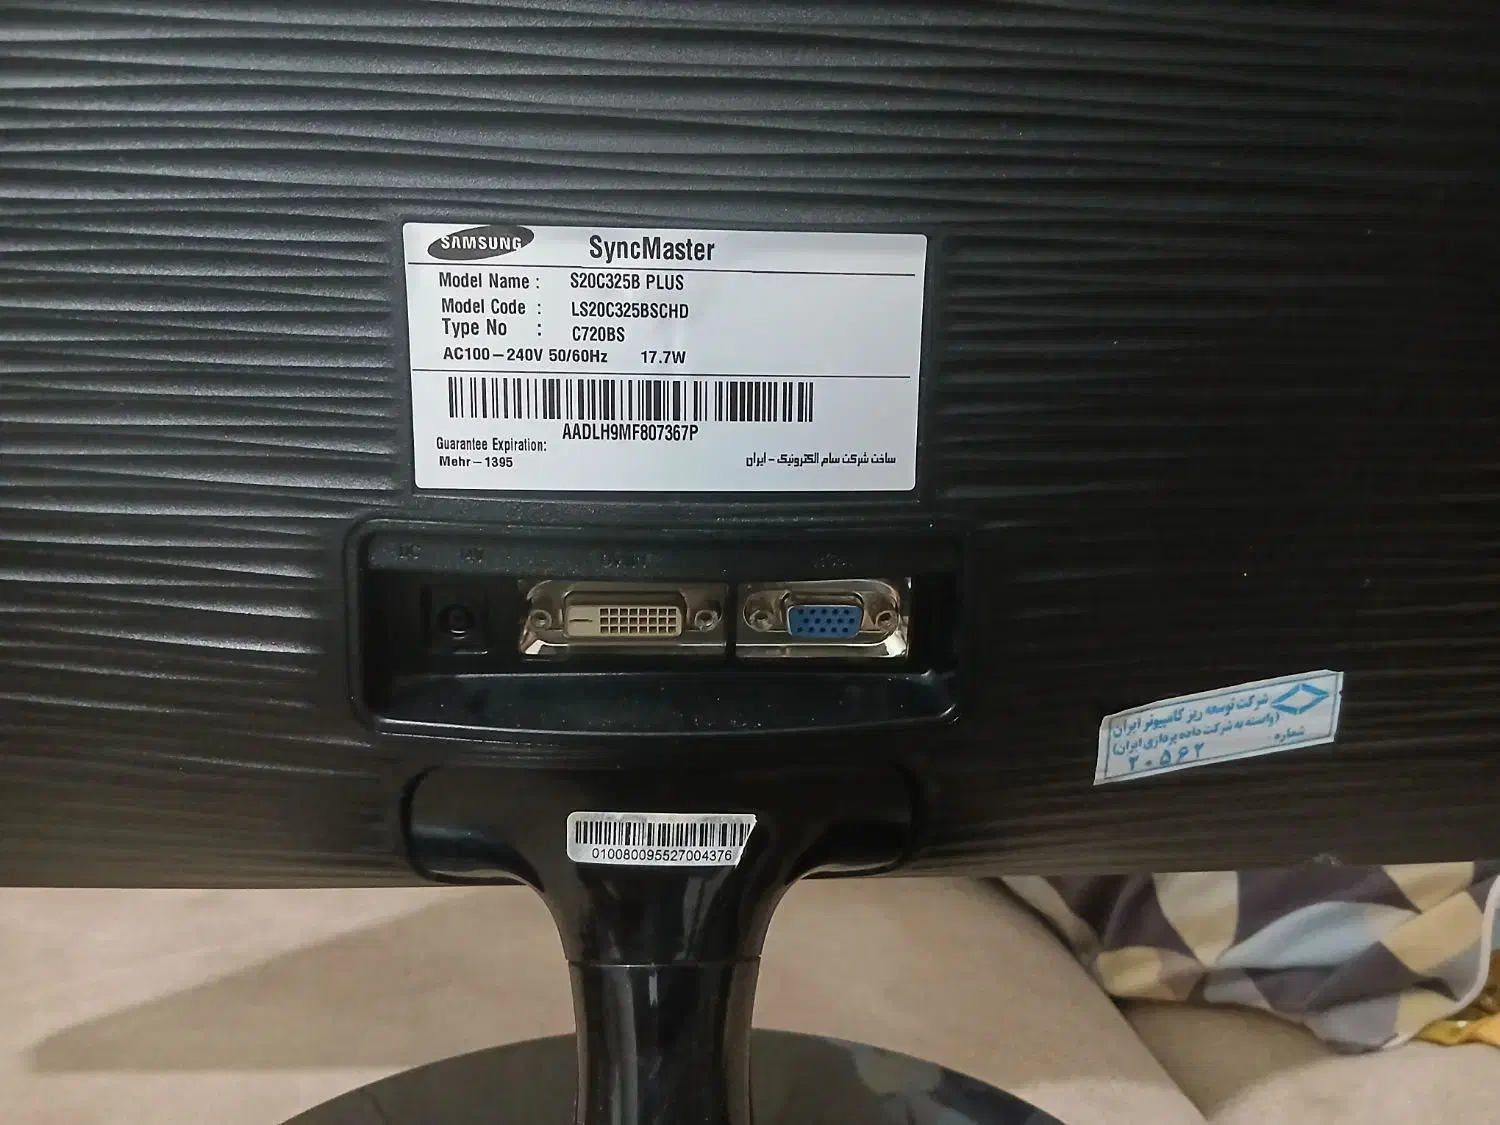 SAMSUNG SyncMaster
Model Name : S20C325B PLUS
Model Code : LS20C325BSCHD
Type No : C720BS
AC100-240V 50/60Hz 17.7W
AADLH9MF807367P
Guarantee Expiration:
Mehr-1395
ساخت شرکت سام الکترونیک - ایران
DC 14V
شرکت توسعه ریز کامپیوتر ایران
(وابسته به شرکت داده پردازی ایران)
شماره
۲۰۵۶۲
010080095527004376